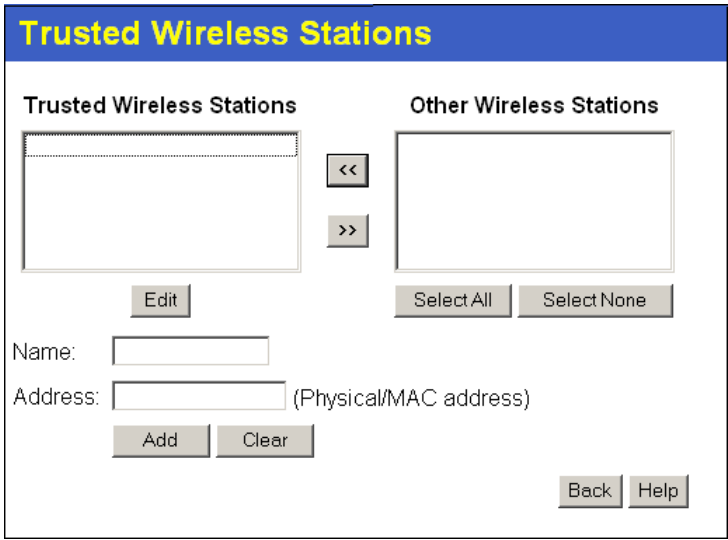 Trusted Wireless Stations
Trusted Wireless Stations
Other Wireless Stations
<<
>>
Edit
Select All
Select None
Name:
Address:
(Physical/MAC address)
Add
Clear
Back
Help